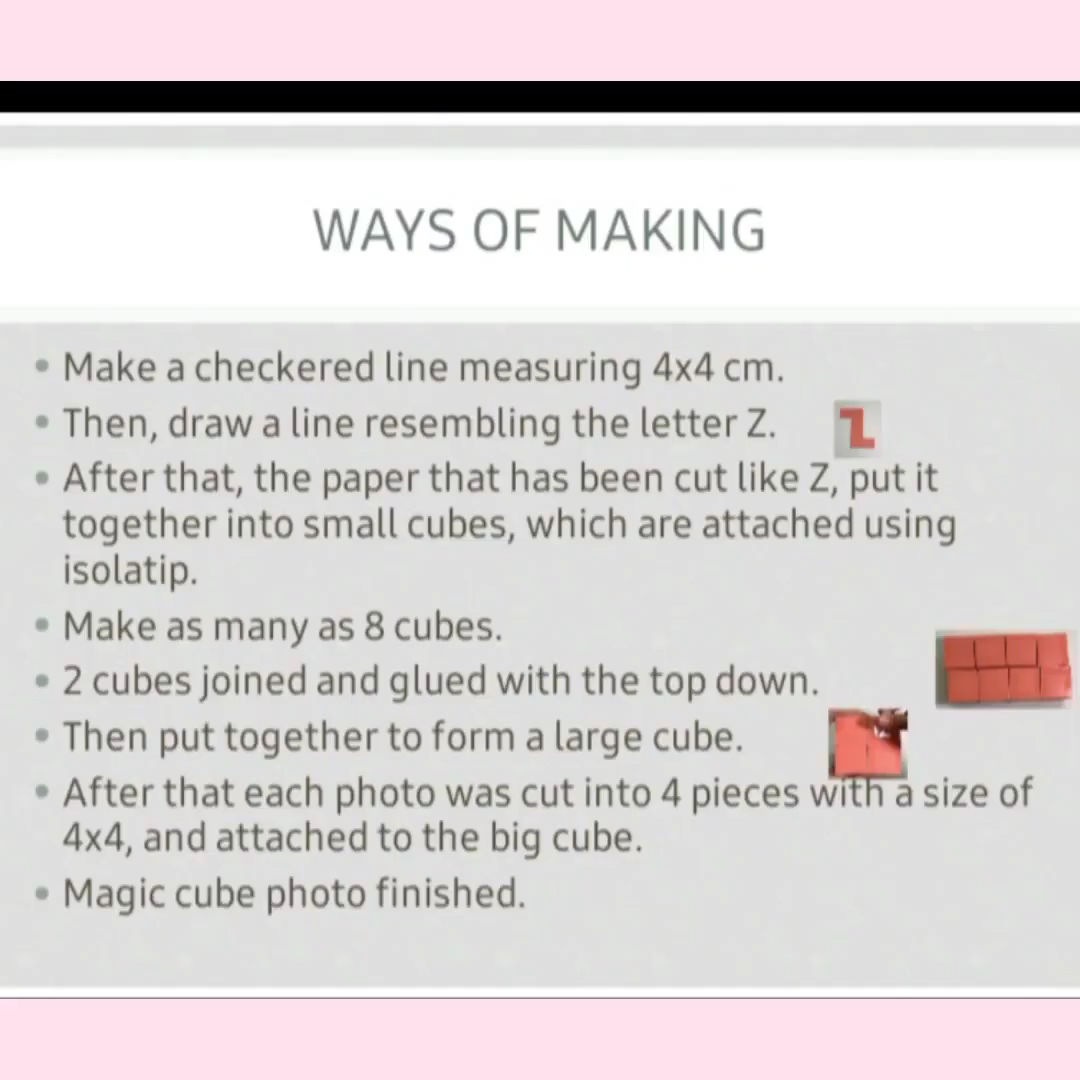 WAYS OF MAKING
• Make a checkered line measuring 4x4 cm.
• Then, draw a line resembling the letter Z.
• After that, the paper that has been cut like Z, put it
together into small cubes, which are attached using
isolatip.
• Make as many as 8 cubes.
• 2 cubes joined and glued with the top down.
• Then put together to form a large cube.
• After that each photo was cut into 4 pieces with a size of
4x4, and attached to the big cube.
• Magic cube photo finished.